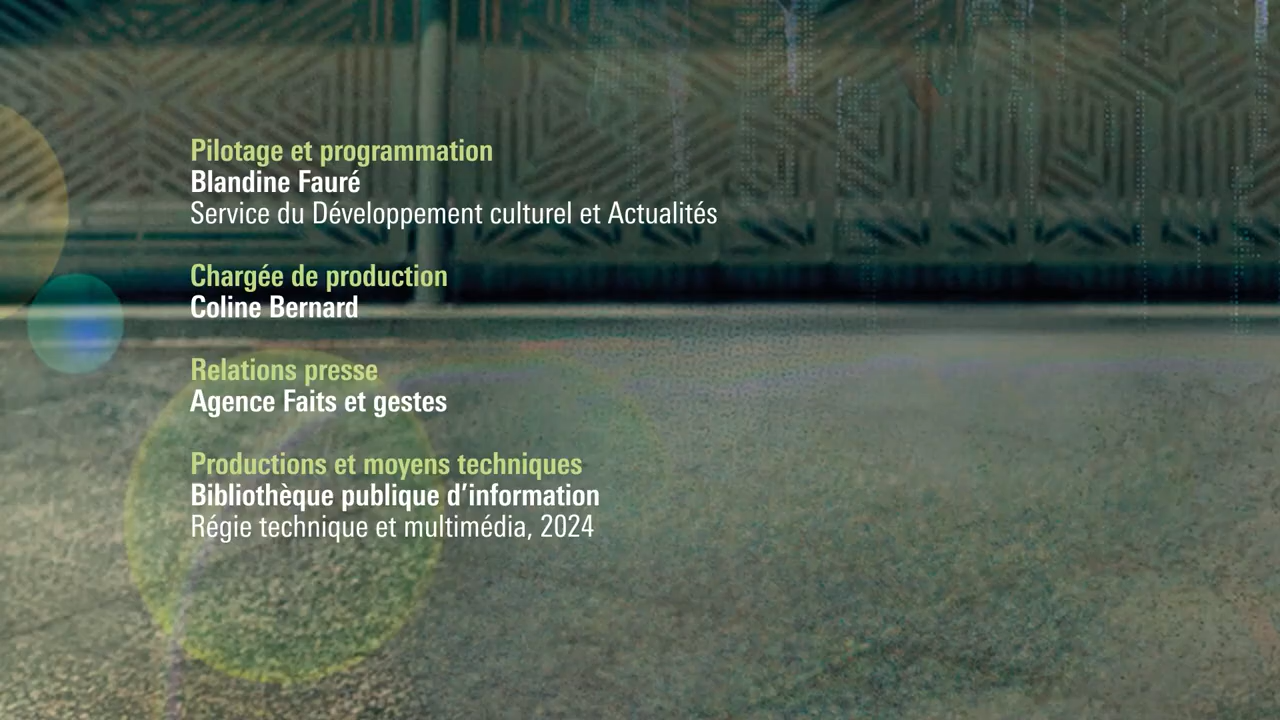 Pilotage et programmation
Blandine Fauré
Service du Développement culturel et Actualités
Chargée de production
Coline Bernard
Relations presse
Agence Faits et gestes
Productions et moyens techniques
Bibliothèque publique d’information
Régie technique et multimédia, 2024